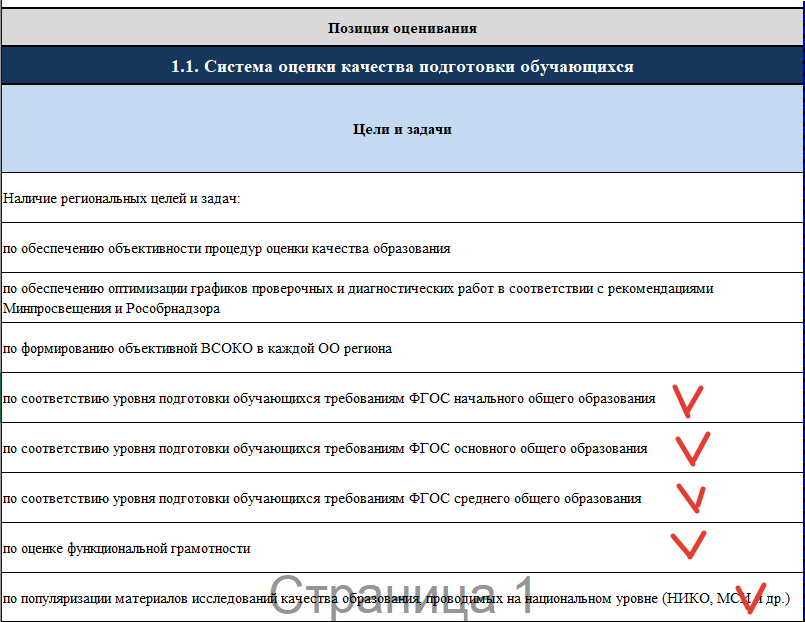 Позиция оценивания
1.1. Система оценки качества подготовки обучающихся
Цели и задачи
Наличие региональных целей и задач:
по обеспечению объективности процедур оценки качества образования
по обеспечению оптимизации графиков проверочных и диагностических работ в соответствии с рекомендациями
Минпросвещения и Рособрнадзора
по формированию объективной ВСОКО в каждой ОО региона
по соответствию уровня подготовки обучающихся требованиям ФГОС начального общего образования
по соответствию уровня подготовки обучающихся требованиям ФГОС основного общего образования
по соответствию уровня подготовки обучающихся требованиям ФГОС среднего общего образования
по оценке функциональной грамотности
Страница 1
по популяризации материалов исследований качества образования, проводимых на национальном уровне (НИКО, МСИ и др.)